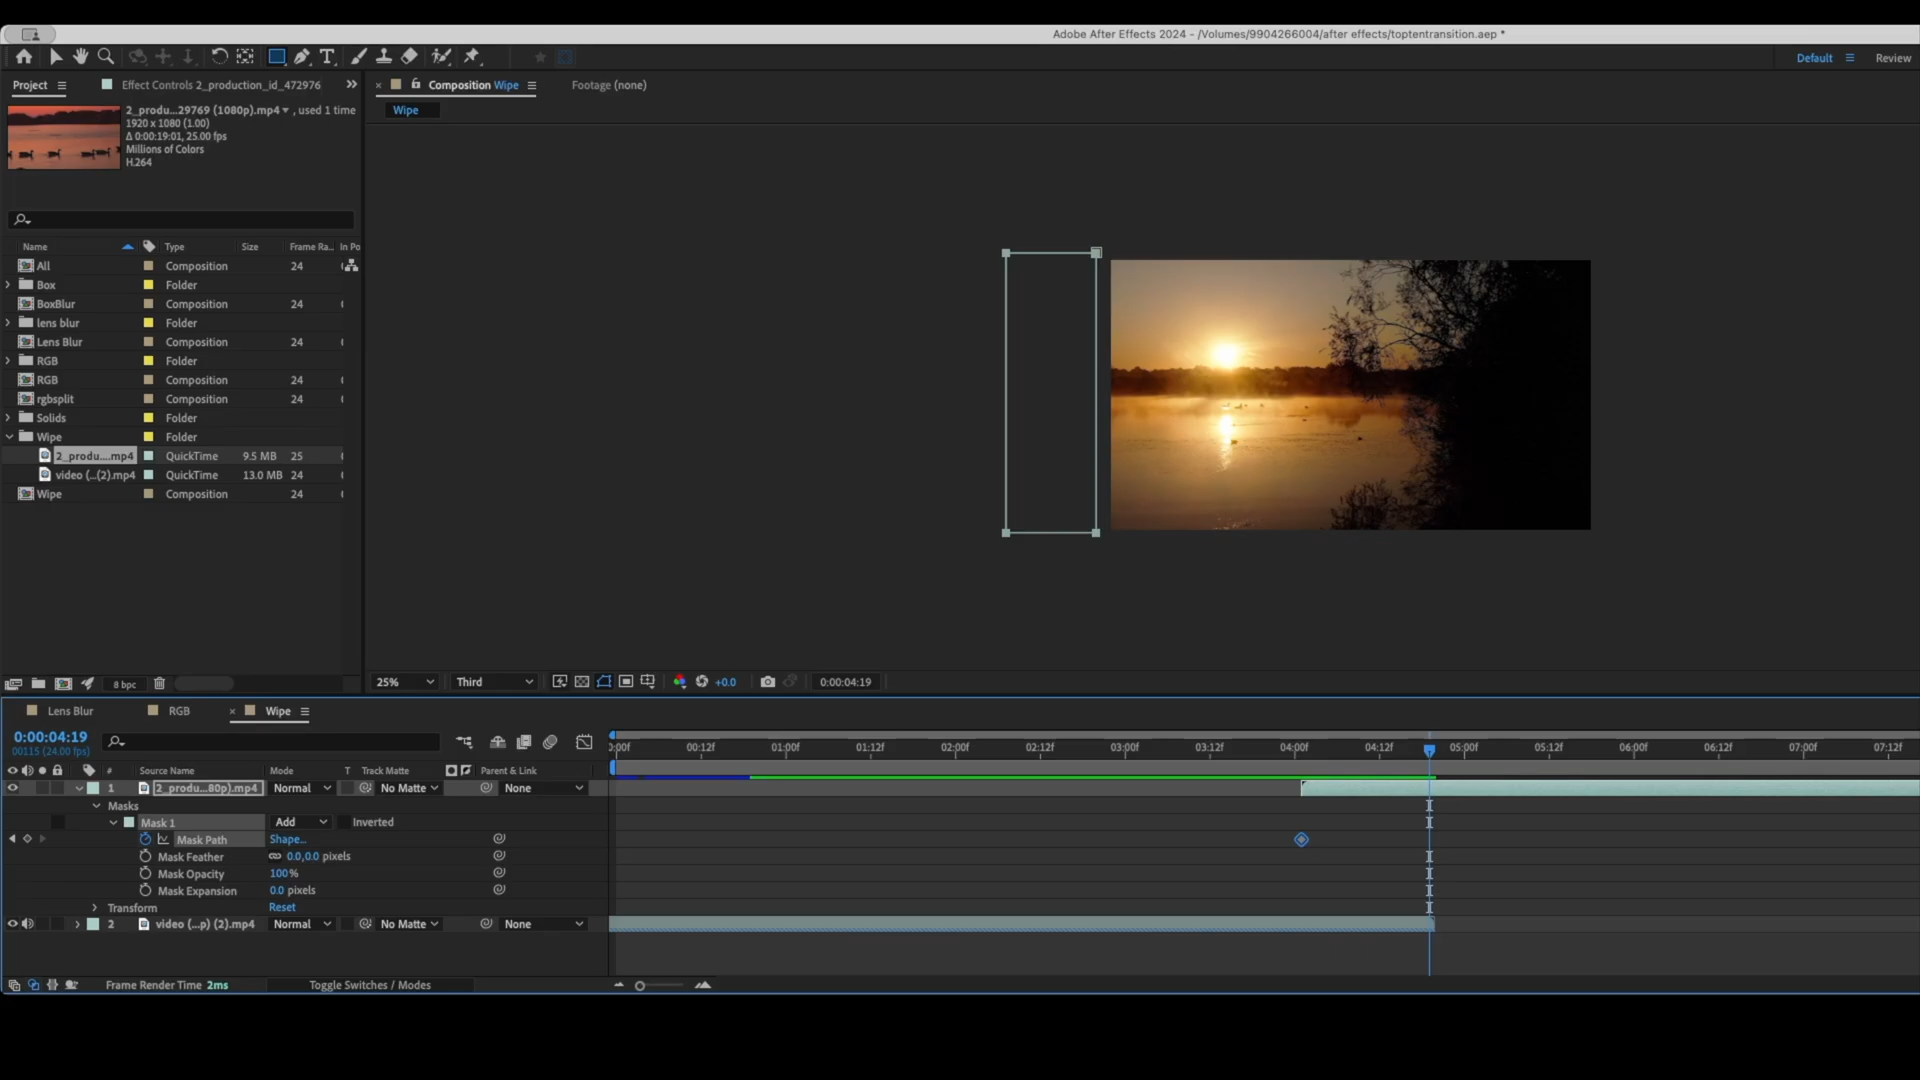 Adobe After Effects 2024 - /Volumes/9904266004/after effects/toptentransition.aep *
T
Default
Review
Project
Effect Controls 2_production_id_472976
Composition Wipe
Footage (none)
Wipe
2_produ...29769 (1080p).mp4 , used 1 time
1920 x 1080 (1.00)
Δ 0:00:19:01, 25.00 fps
Millions of Colors
H.264
Name Type Size Frame Ra... In Po
All Composition 24
Box Folder
BoxBlur Composition 24
lens blur Folder
Lens Blur Composition 24
RGB Folder
RGB Composition 24
rgbsplit Composition 24
Solids Folder
Wipe Folder
2_produ....mp4 QuickTime 9.5 MB 25
video (...(2).mp4 QuickTime 13.0 MB 24
Wipe Composition 24
8 bpc
25% Third +0.0 0:00:04:19
Lens Blur RGB Wipe
0:00:04:19
00115 (24.00 fps)
0:00f 00:12f 01:00f 01:12f 02:00f 02:12f 03:00f 03:12f 04:00f 04:12f 05:00f 05:12f 06:00f 06:12f 07:00f 07:12f
# Source Name Mode T Track Matte Parent & Link
1 2_produ...80p).mp4 Normal No Matte None
Masks
Mask 1 Add Inverted
Mask Path Shape...
Mask Feather 0.0,0.0 pixels
Mask Opacity 100%
Mask Expansion 0.0 pixels
Transform Reset
2 video (...p) (2).mp4 Normal No Matte None
Frame Render Time 2ms Toggle Switches / Modes